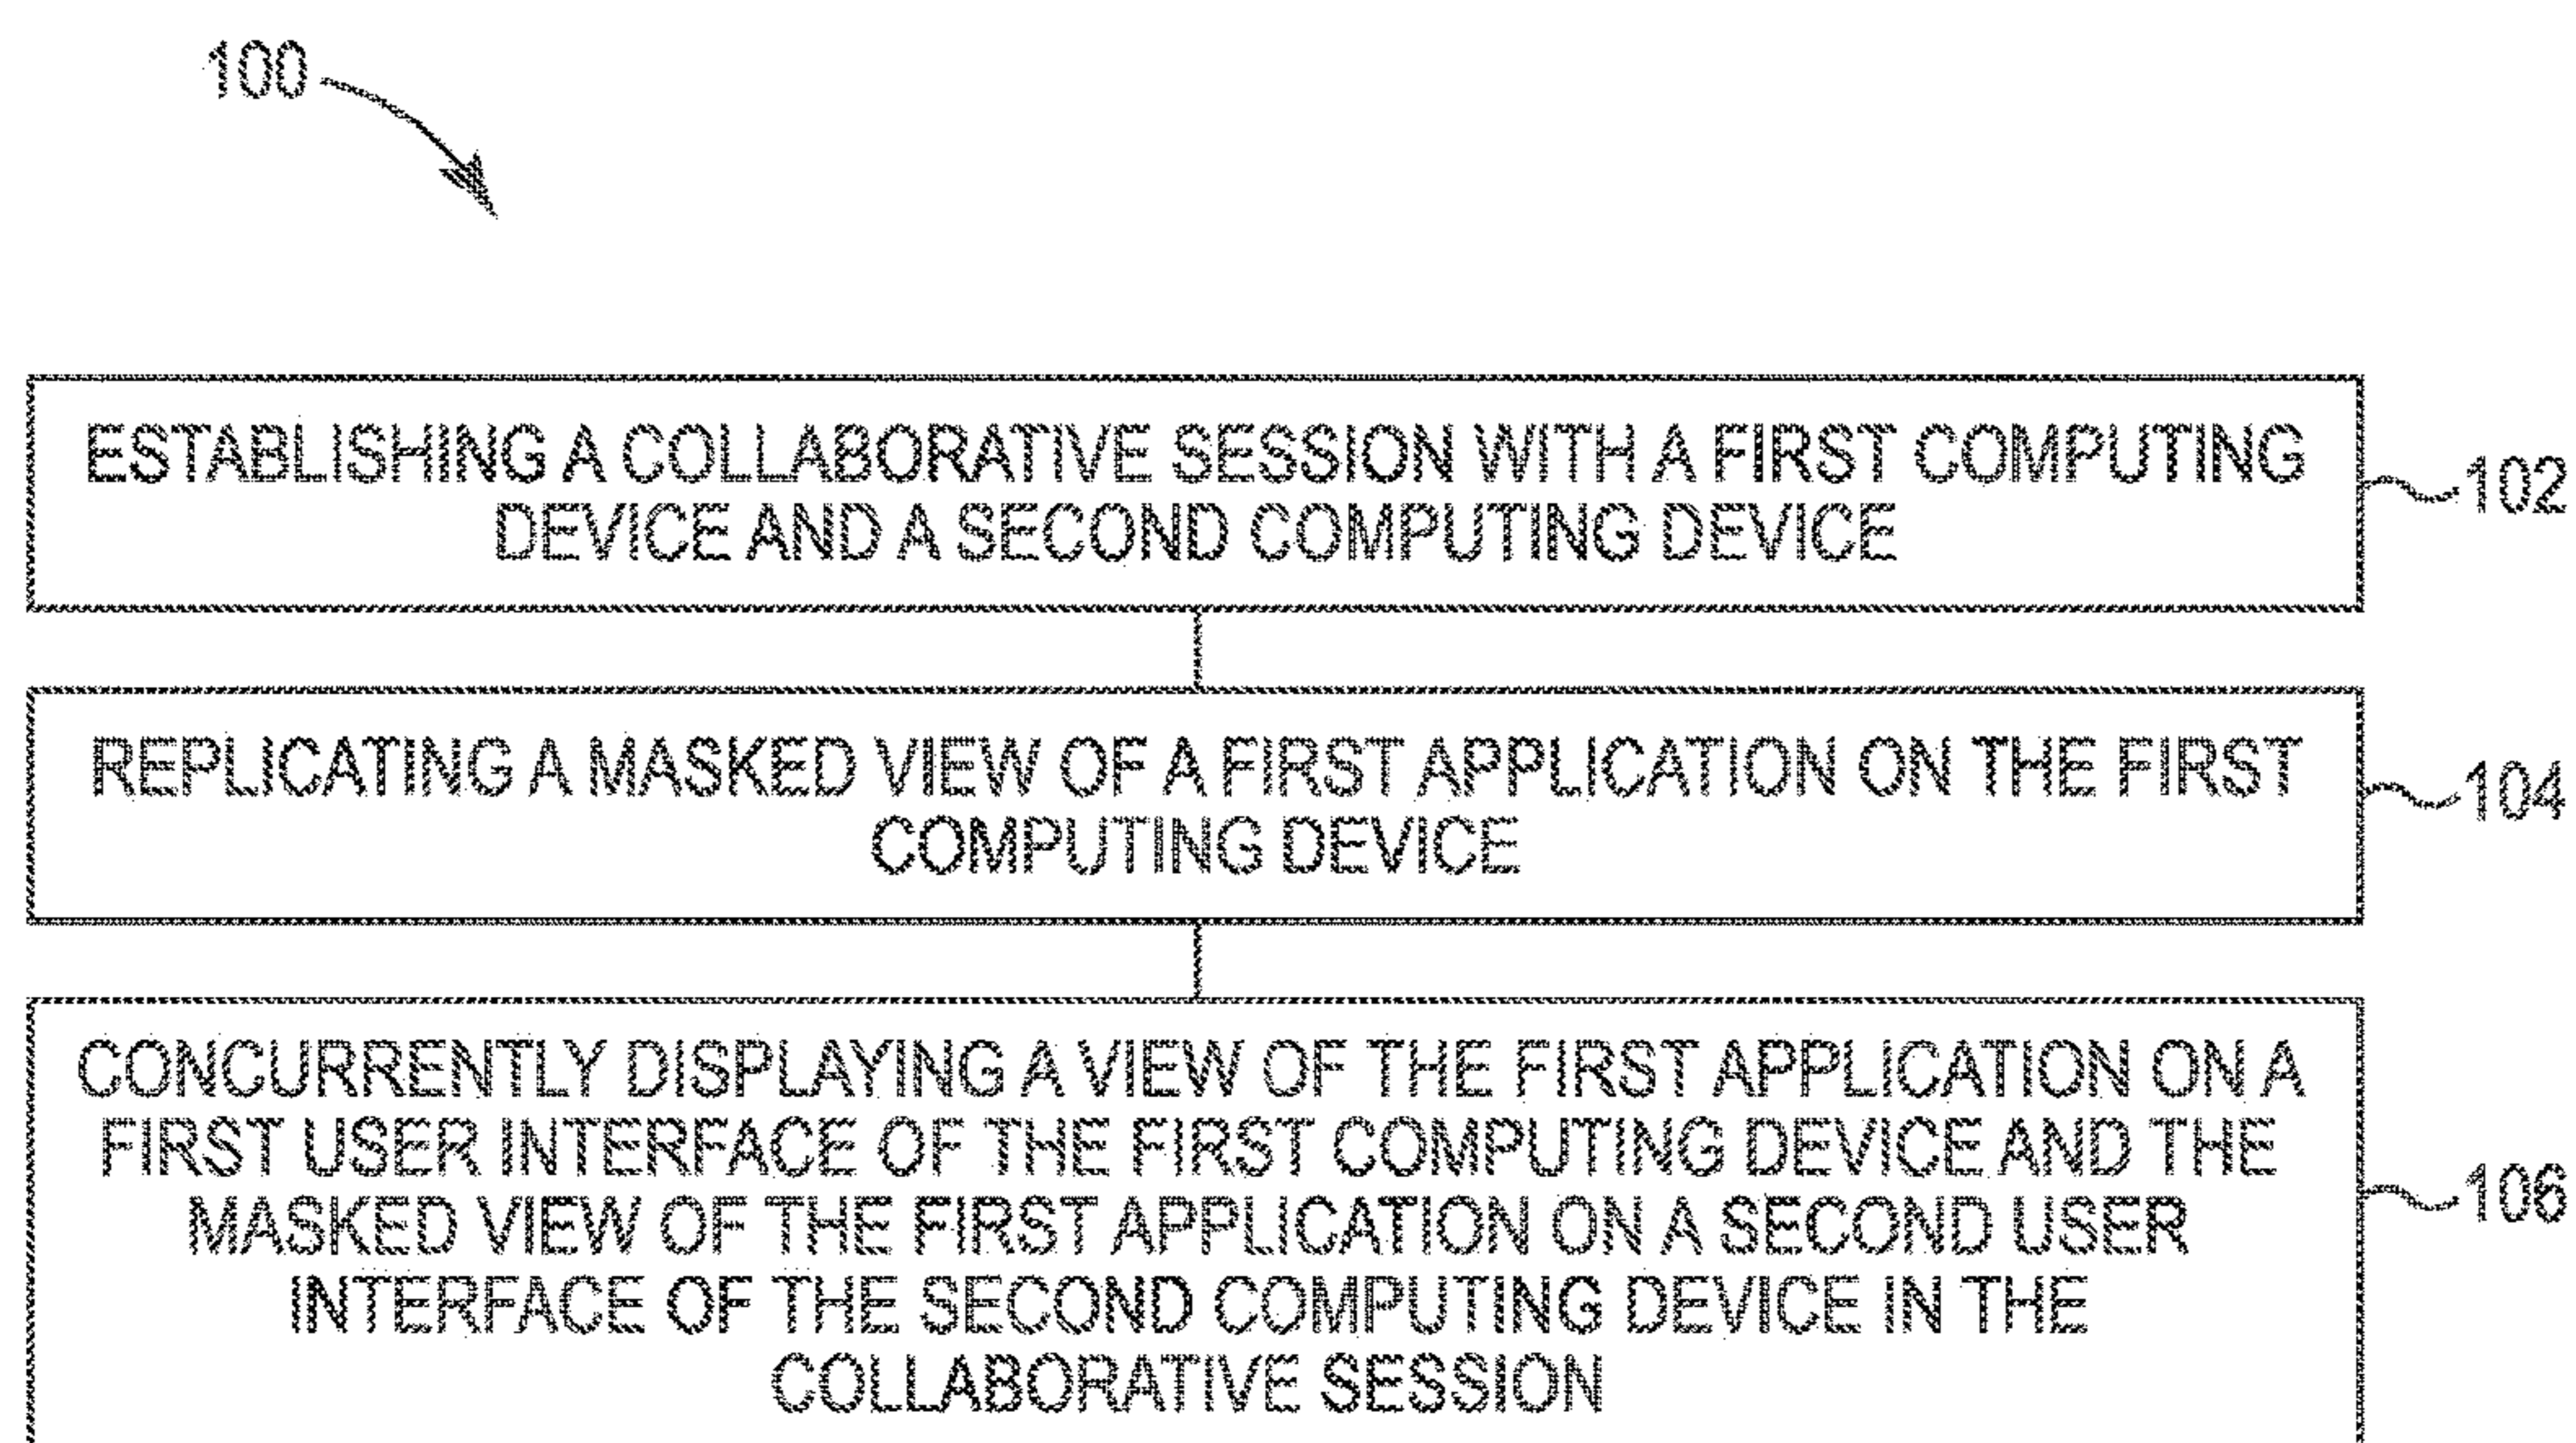 100
ESTABLISHING A COLLABORATIVE SESSION WITH A FIRST COMPUTING
DEVICE AND A SECOND COMPUTING DEVICE
102
REPLICATING A MASKED VIEW OF A FIRST APPLICATION ON THE FIRST
COMPUTING DEVICE
104
CONCURRENTLY DISPLAYING A VIEW OF THE FIRST APPLICATION ON A
FIRST USER INTERFACE OF THE FIRST COMPUTING DEVICE AND THE
MASKED VIEW OF THE FIRST APPLICATION ON A SECOND USER
INTERFACE OF THE SECOND COMPUTING DEVICE IN THE
COLLABORATIVE SESSION
106